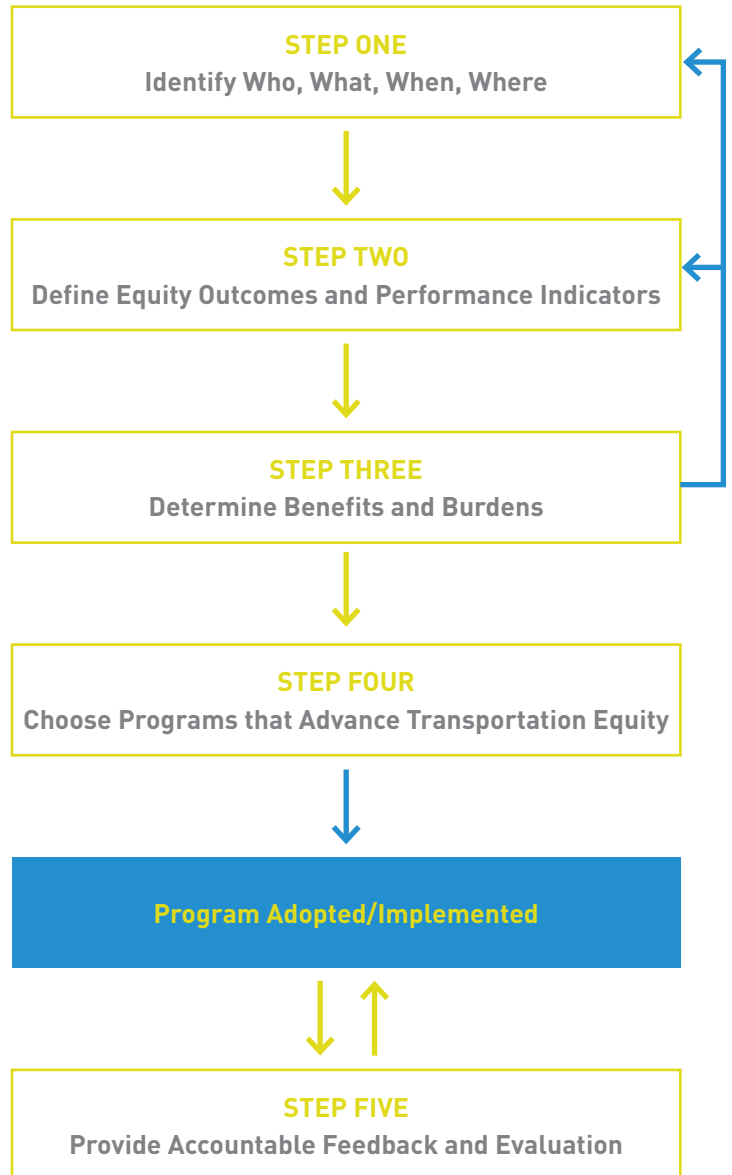 STEP ONE
Identify Who, What, When, Where
STEP TWO
Define Equity Outcomes and Performance Indicators
STEP THREE
Determine Benefits and Burdens
STEP FOUR
Choose Programs that Advance Transportation Equity
Program Adopted/Implemented
STEP FIVE
Provide Accountable Feedback and Evaluation